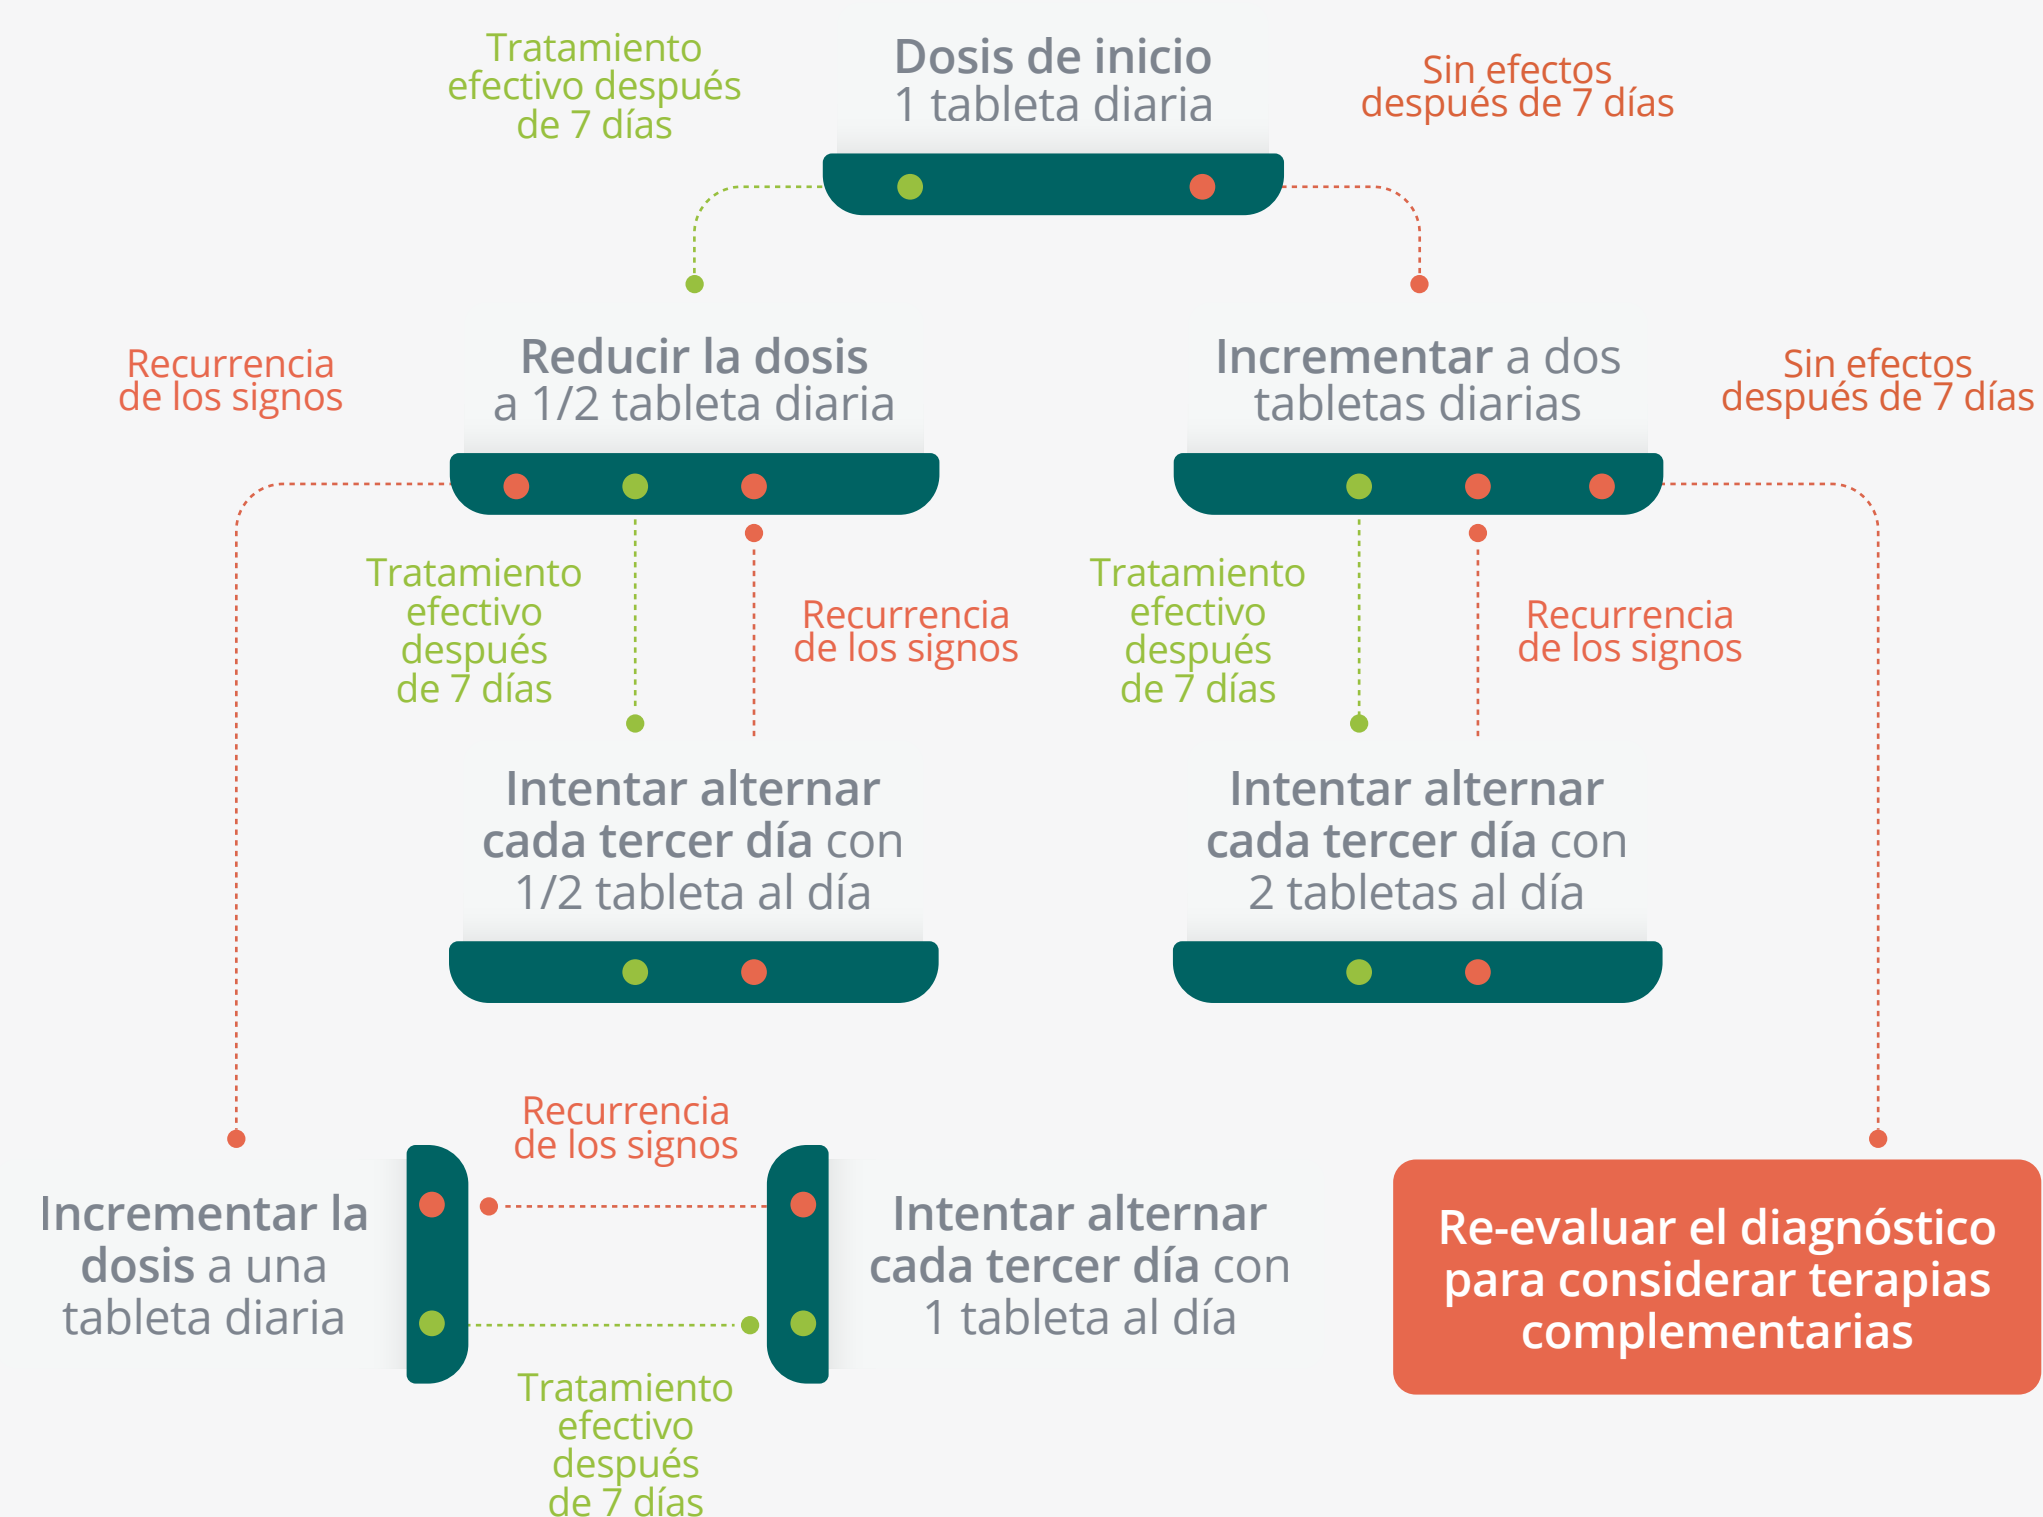 Tratamiento
efectivo después
de 7 días
Dosis de inicio
1 tableta diaria
Sin efectos
después de 7 días
Recurrencia
de los signos
Reducir la dosis
a 1/2 tableta diaria
Incrementar a dos
tabletas diarias
Sin efectos
después de 7 días
Tratamiento
efectivo
después
de 7 días
Recurrencia
de los signos
Tratamiento
efectivo
después
de 7 días
Recurrencia
de los signos
Intentar alternar
cada tercer día con
1/2 tableta al día
Intentar alternar
cada tercer día con
2 tabletas al día
Recurrencia
de los signos
Incrementar la
dosis a una
tableta diaria
Intentar alternar
cada tercer día con
1 tableta al día
Re-evaluar el diagnóstico
para considerar terapias
complementarias
Tratamiento
efectivo
después
de 7 días